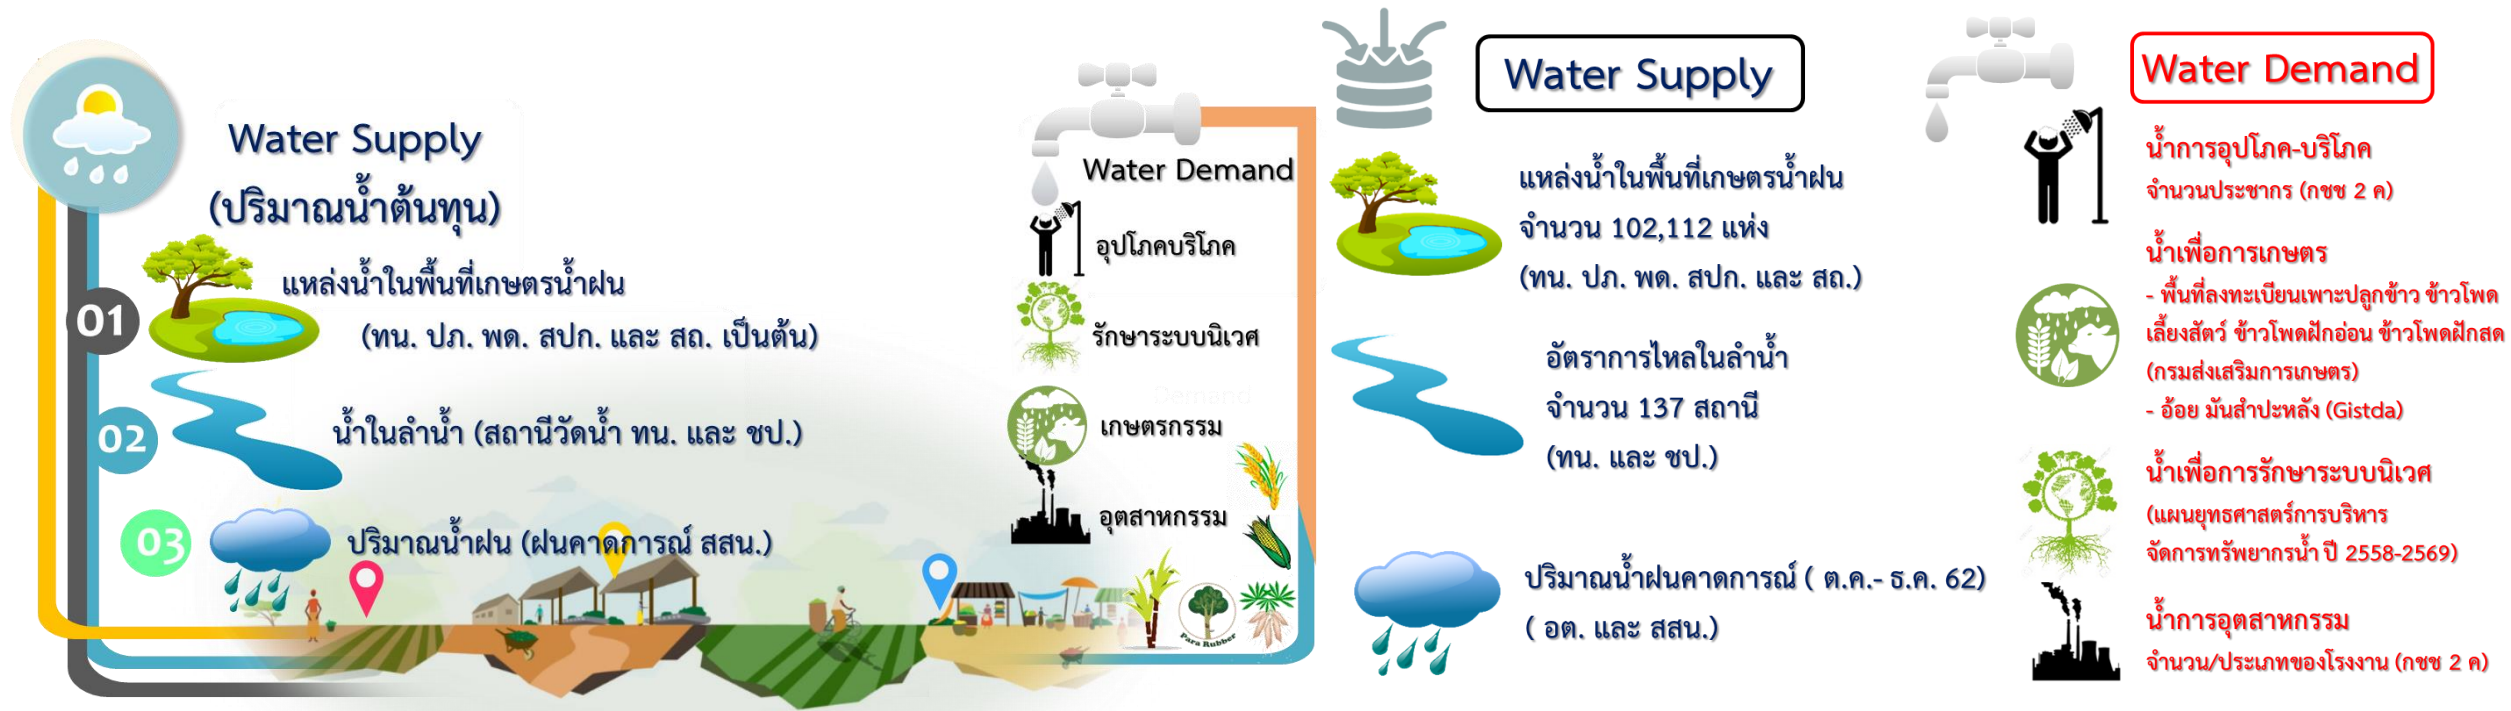 Water Supply
(ปริมาณน้ำต้นทุน)
01
แหล่งน้ำในพื้นที่เกษตรน้ำฝน
(ทน. ปภ. พด. สปก. และ สถ. เป็นต้น)
02
น้ำในลำน้ำ (สถานีวัดน้ำ ทน. และ ชป.)
03
ปริมาณน้ำฝน (ฝนคาดการณ์ สสน.)
Water Demand
อุปโภคบริโภค
รักษาระบบนิเวศ
Demand
เกษตรกรรม
อุตสาหกรรม
Para Rubber
Water Supply
แหล่งน้ำในพื้นที่เกษตรน้ำฝน
จำนวน 102,112 แห่ง
(ทน. ปภ. พด. สปก. และ สถ.)
อัตราการไหลในลำน้ำ
จำนวน 137 สถานี
(ทน. และ ชป.)
ปริมาณน้ำฝนคาดการณ์ ( ต.ค.- ธ.ค. 62)
( อต. และ สสน.)
Water Demand
น้ำการอุปโภค-บริโภค
จำนวนประชากร (กชช 2 ค)
น้ำเพื่อการเกษตร
- พื้นที่ลงทะเบียนเพาะปลูกข้าว ข้าวโพด
เลี้ยงสัตว์ ข้าวโพดฝักอ่อน ข้าวโพดฝักสด
(กรมส่งเสริมการเกษตร)
- อ้อย มันสำปะหลัง (Gistda)
น้ำเพื่อการรักษาระบบนิเวศ
(แผนยุทธศาสตร์การบริหาร
จัดการทรัพยากรน้ำ ปี 2558-2569)
น้ำการอุตสาหกรรม
จำนวน/ประเภทของโรงงาน (กชช 2 ค)